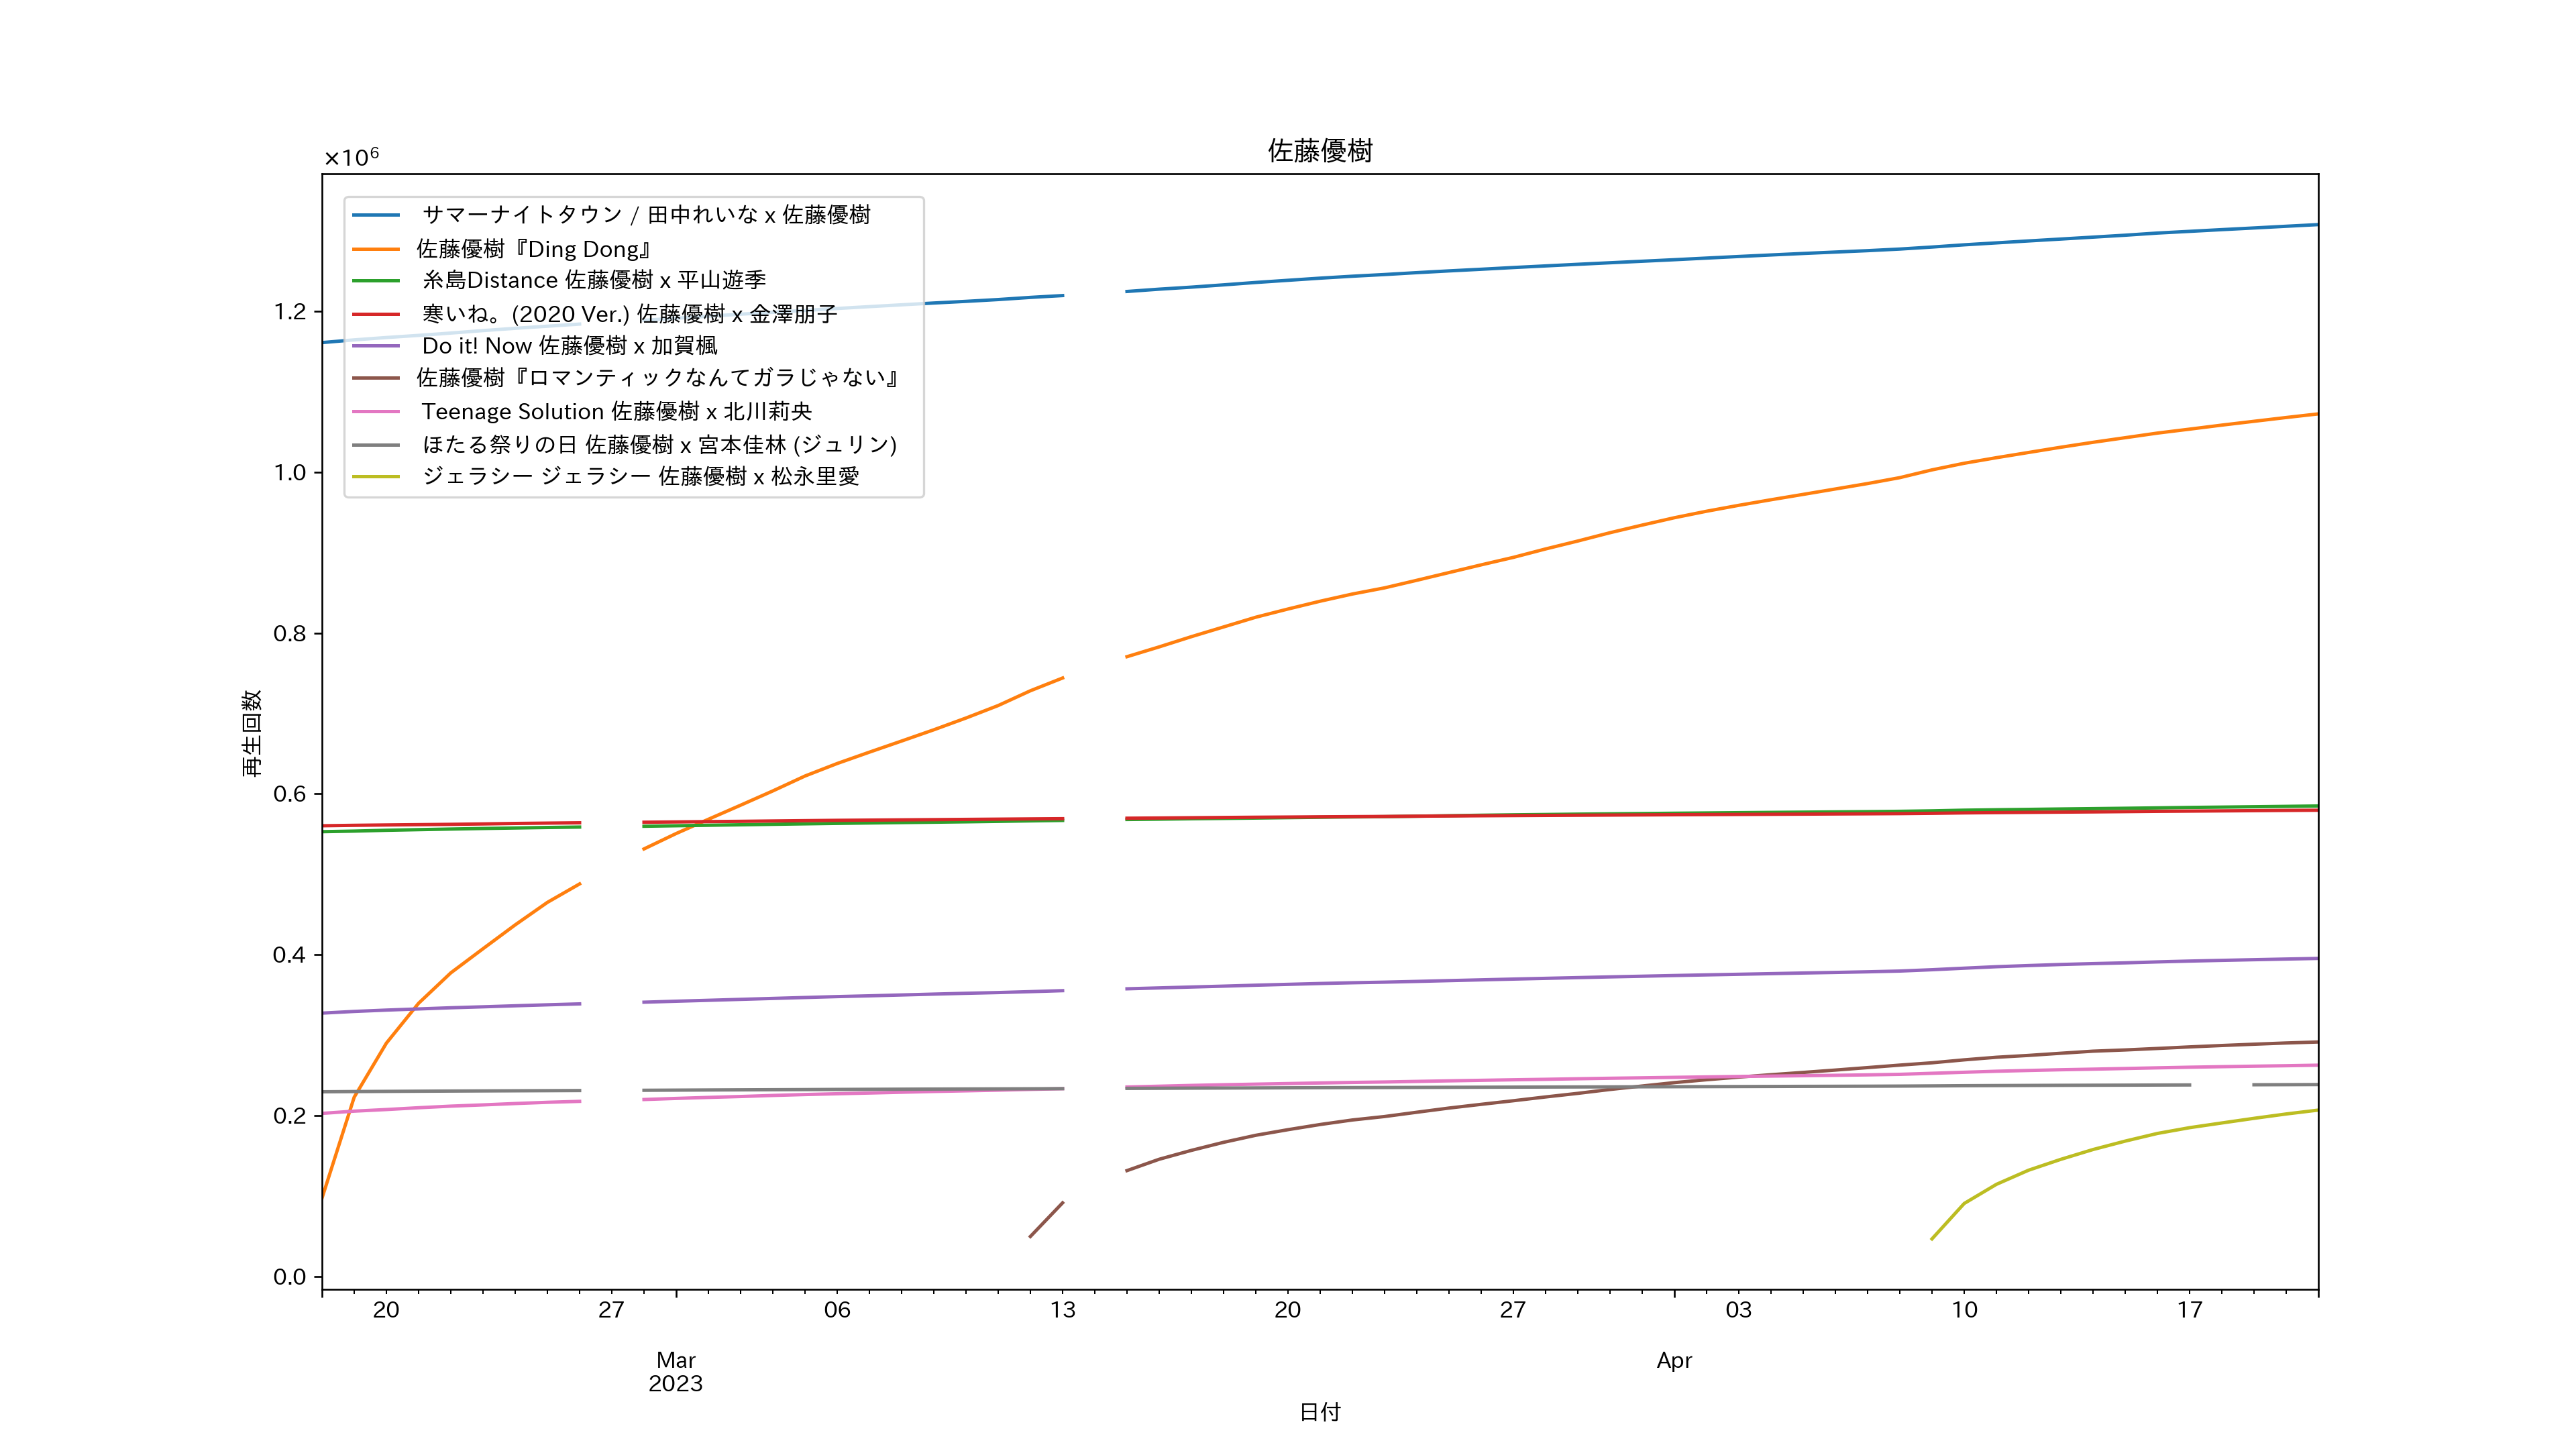 佐藤優樹
×10⁶
サマーナイトタウン / 田中れいな x 佐藤優樹
佐藤優樹『Ding Dong』
糸島Distance 佐藤優樹 x 平山遊季
寒いね。(2020 Ver.) 佐藤優樹 x 金澤朋子
Do it! Now 佐藤優樹 x 加賀楓
佐藤優樹『ロマンティックなんてガラじゃない』
Teenage Solution 佐藤優樹 x 北川莉央
ほたる祭りの日 佐藤優樹 x 宮本佳林 (ジュリン)
ジェラシー ジェラシー 佐藤優樹 x 松永里愛
1.2
1.0
0.8
0.6
0.4
0.2
0.0
再生回数
20 27 06 13 20 27 03 10 17
Mar Apr
2023
日付